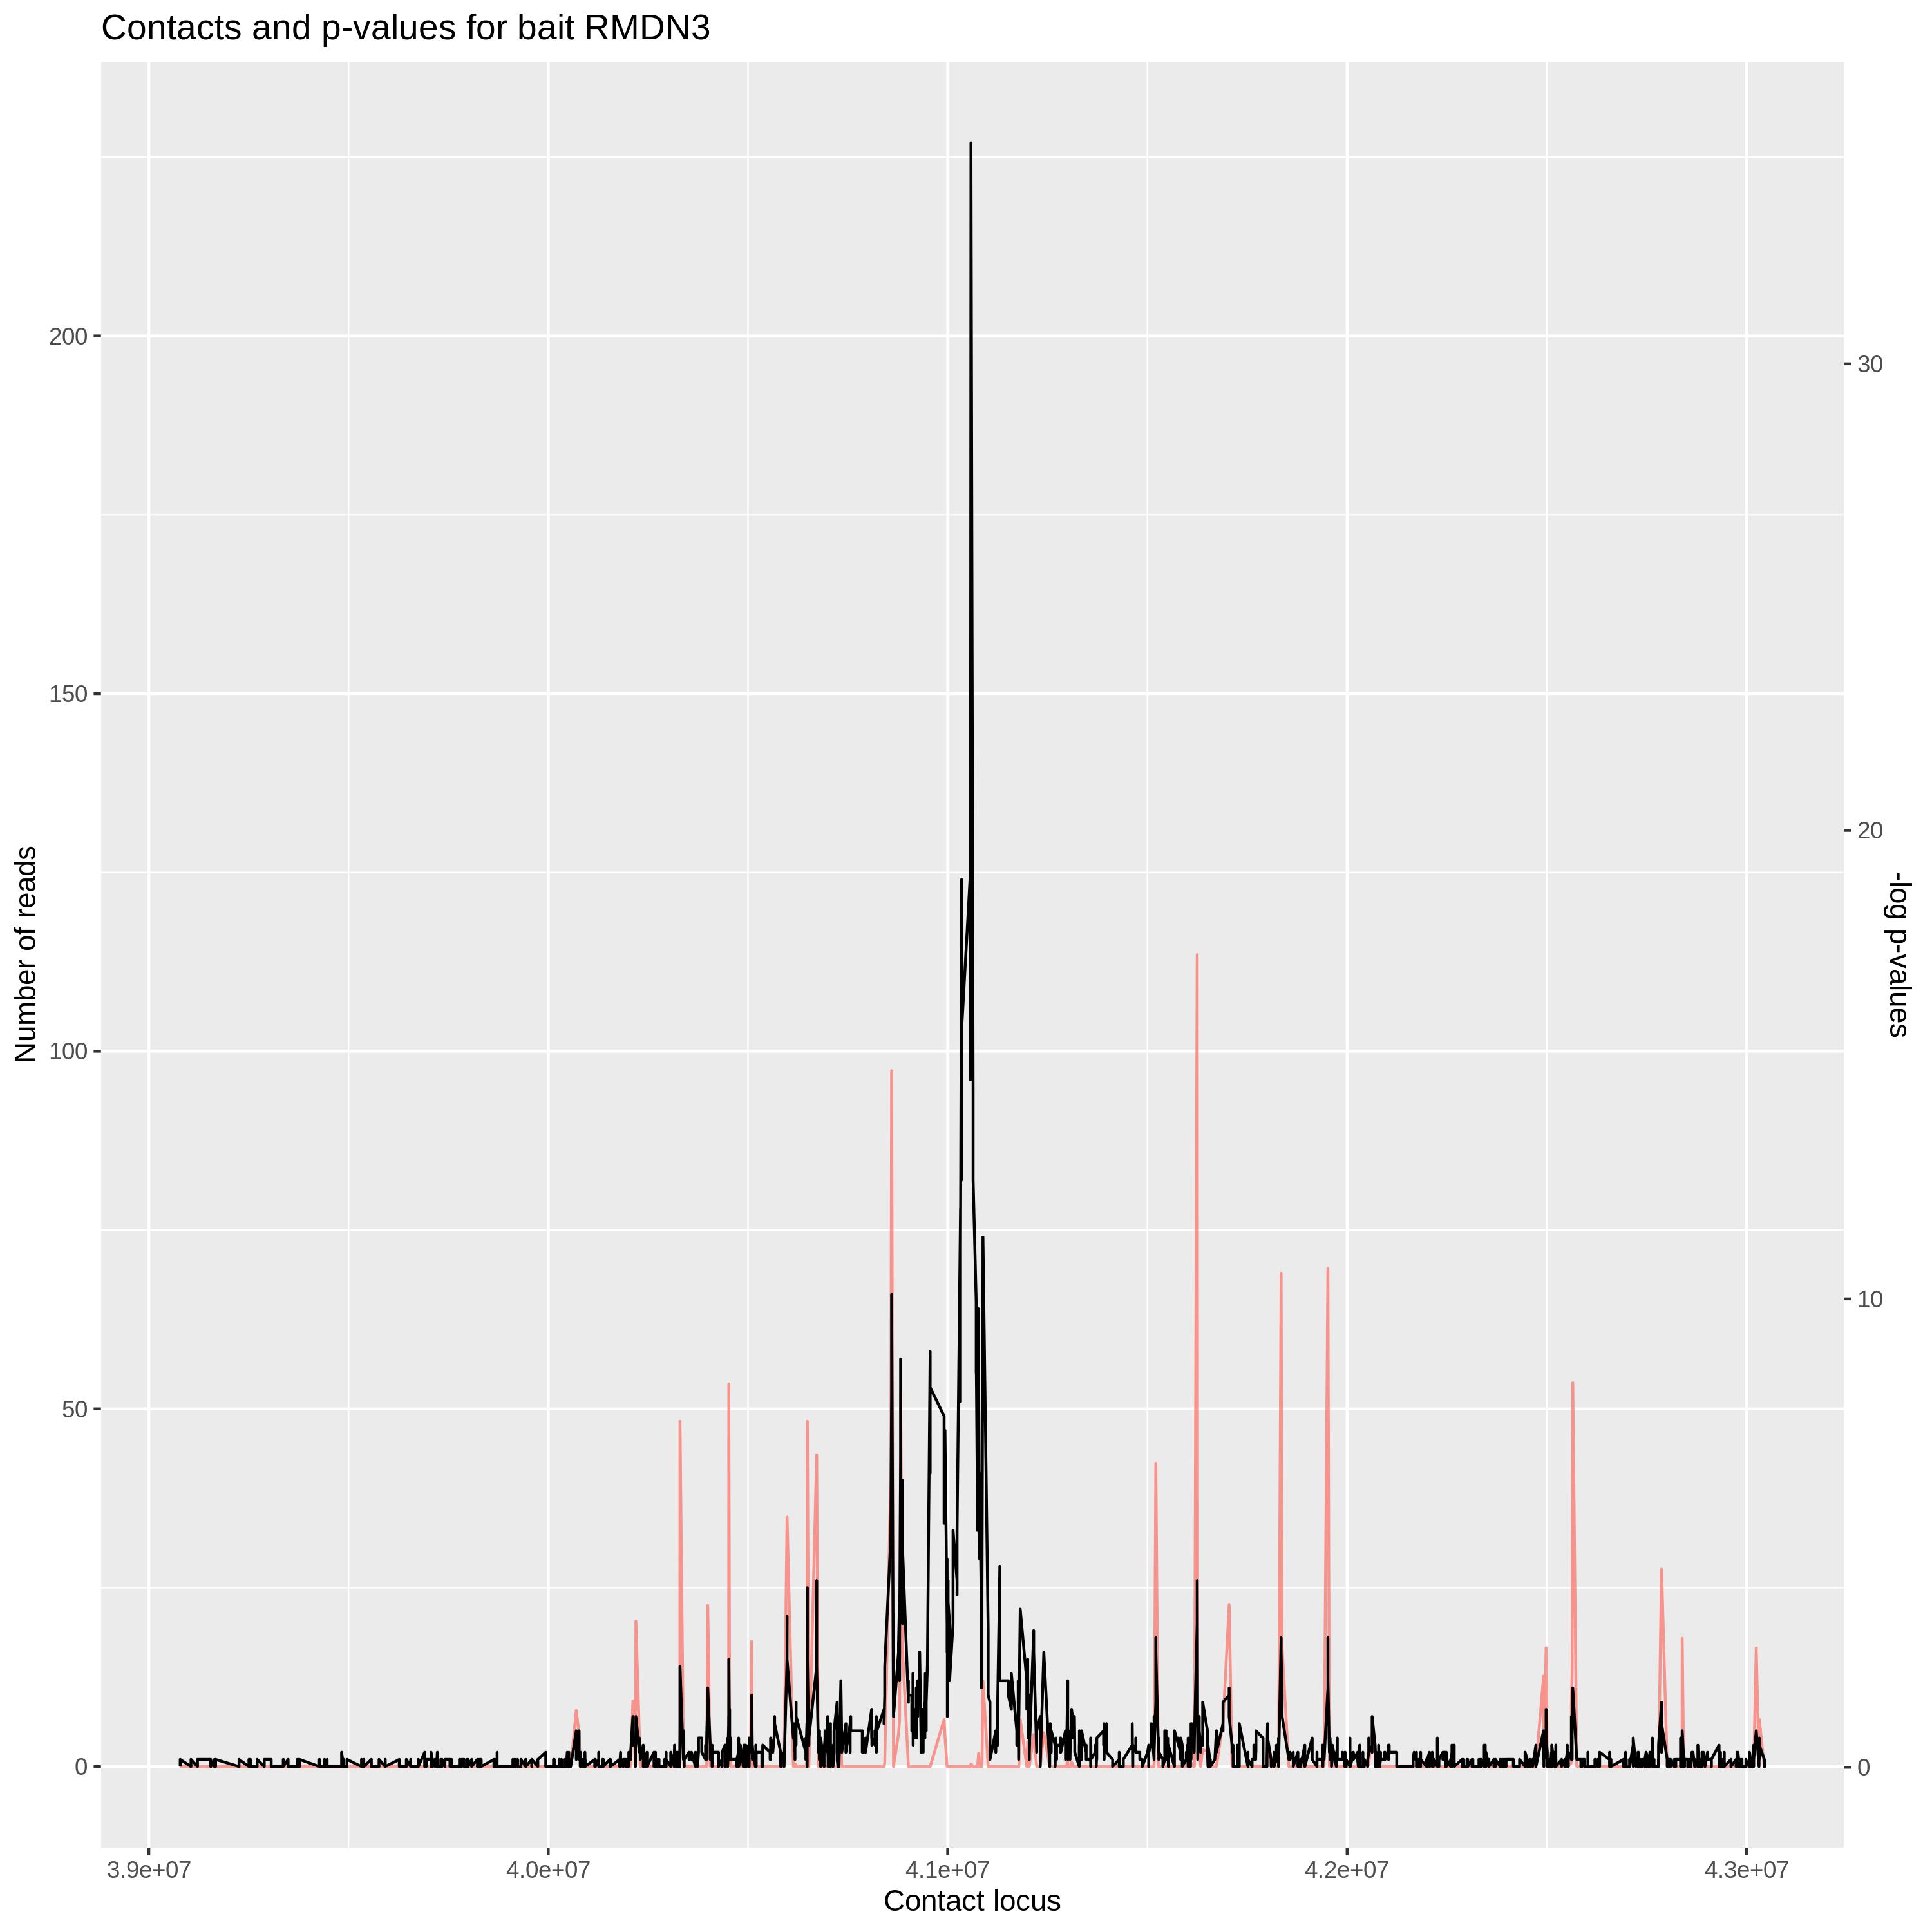 Contacts and p-values for bait RMDN3
200
150
100
50
0
Number of reads
30
20
10
0
-log p-values
3.9e+07 4.0e+07 4.1e+07 4.2e+07 4.3e+07
Contact locus